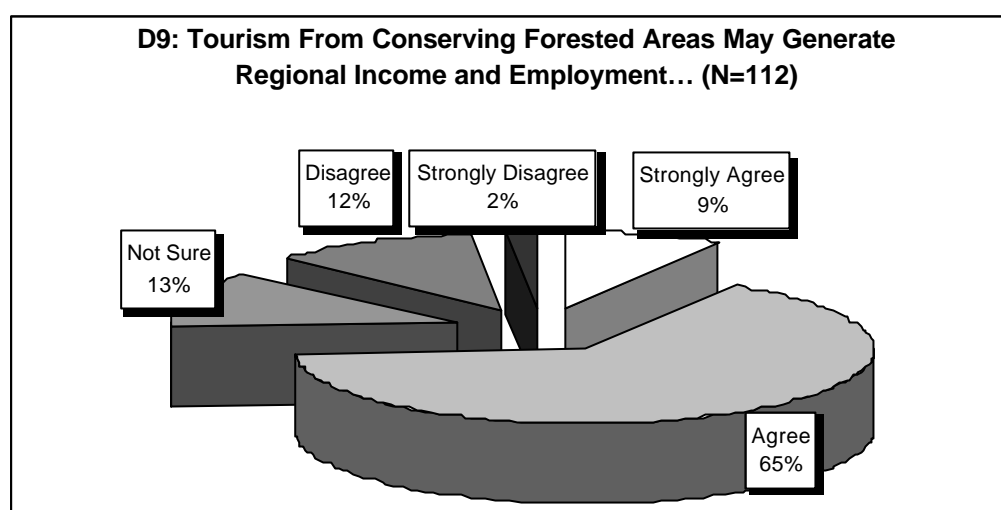 D9: Tourism From Conserving Forested Areas May Generate
Regional Income and Employment… (N=112)
Disagree
12%
Strongly Disagree
2%
Strongly Agree
9%
Not Sure
13%
Agree
65%